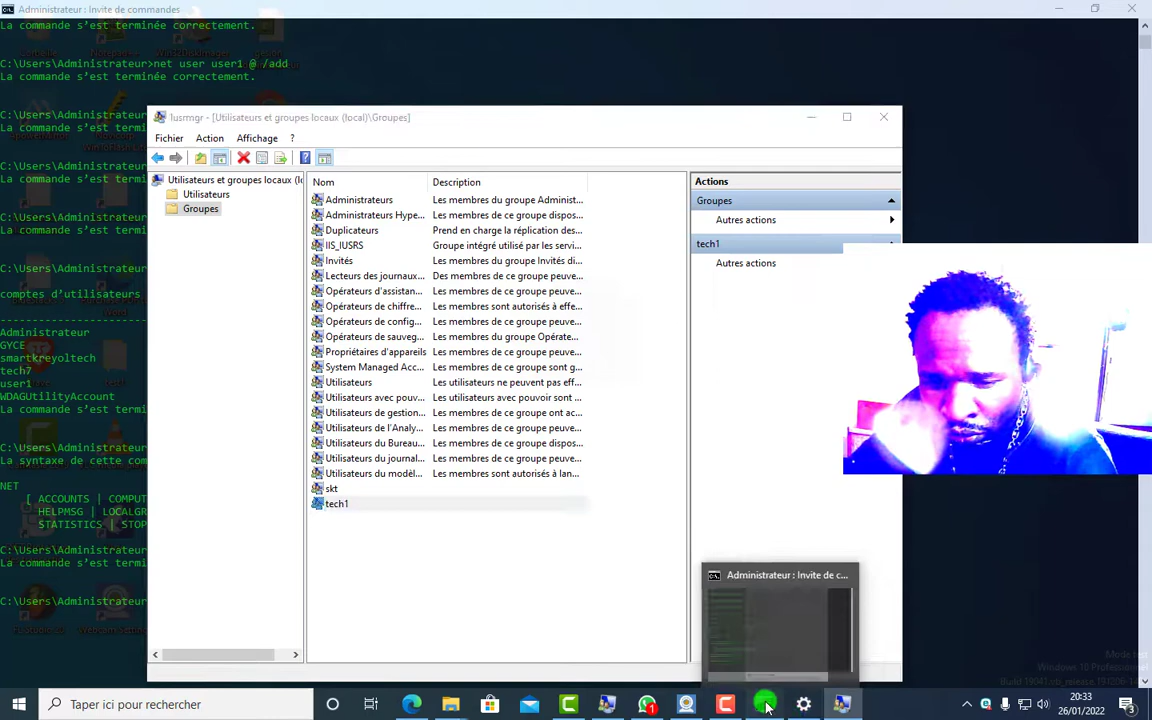 Administrateur : Invite de commandes
La commande s'est terminée correctement.
C:\Users\Administrateur>net user user1 @ /add
La commande s'est terminée correctement.
C:\Users\Administrateur
La commande s'est termi
C:\Users\Administrateur
La commande s'est termi
C:\Users\Administrateur
La commande s'est termi
C:\Users\Administrateur
comptes d'utilisateurs
Administrateur
GYCE
smartkreyoltech
tech7
user1
WDAGUtilityAccount
La commande s'est termi
C:\Users\Administrateur
La syntaxe de cette com
NET
[ ACCOUNTS | COMPUT
HELPMSG | LOCALGR
STATISTICS | STOP
C:\Users\Administrateur
La commande s'est termi
C:\Users\Administrateur
lusrmgr - [Utilisateurs et groupes locaux (local)\Groupes]
Fichier Action Affichage ?
Utilisateurs et groupes locaux (l
Utilisateurs
Groupes
Nom Description
Administrateurs Les membres du groupe Administ...
Administrateurs Hype... Les membres de ce groupe dispos...
Duplicateurs Prend en charge la réplication des...
IIS_IUSRS Groupe intégré utilisé par les servi...
Invités Les membres du groupe Invités di...
Lecteurs des journaux... Des membres de ce groupe peuve...
Opérateurs d'assistan... Les membres de ce groupe peuve...
Opérateurs de chiffre... Les membres sont autorisés à effe...
Opérateurs de config... Les membres de ce groupe peuve...
Opérateurs de sauveg... Les membres du groupe Opérate...
Propriétaires d'appareils Les membres de ce groupe peuve...
System Managed Acc... Les membres de ce groupe sont g...
Utilisateurs Les utilisateurs ne peuvent pas eff...
Utilisateurs avec pouv... Les utilisateurs avec pouvoir sont ...
Utilisateurs de gestion... Les membres de ce groupe ont ac...
Utilisateurs de l'Analy... Les membres de ce groupe peuve...
Utilisateurs du Bureau... Les membres de ce groupe dispos...
Utilisateurs du journal... Les membres de ce groupe peuve...
Utilisateurs du modèl... Les membres sont autorisés à lan...
skt
tech1
Actions
Groupes
Autres actions
tech1
Autres actions
Administrateur : Invite de c...
Mode test
Windows 10 Professionnel
Build 19041.vb_release.191206-1406
Taper ici pour rechercher
1
20:33
26/01/2022
3